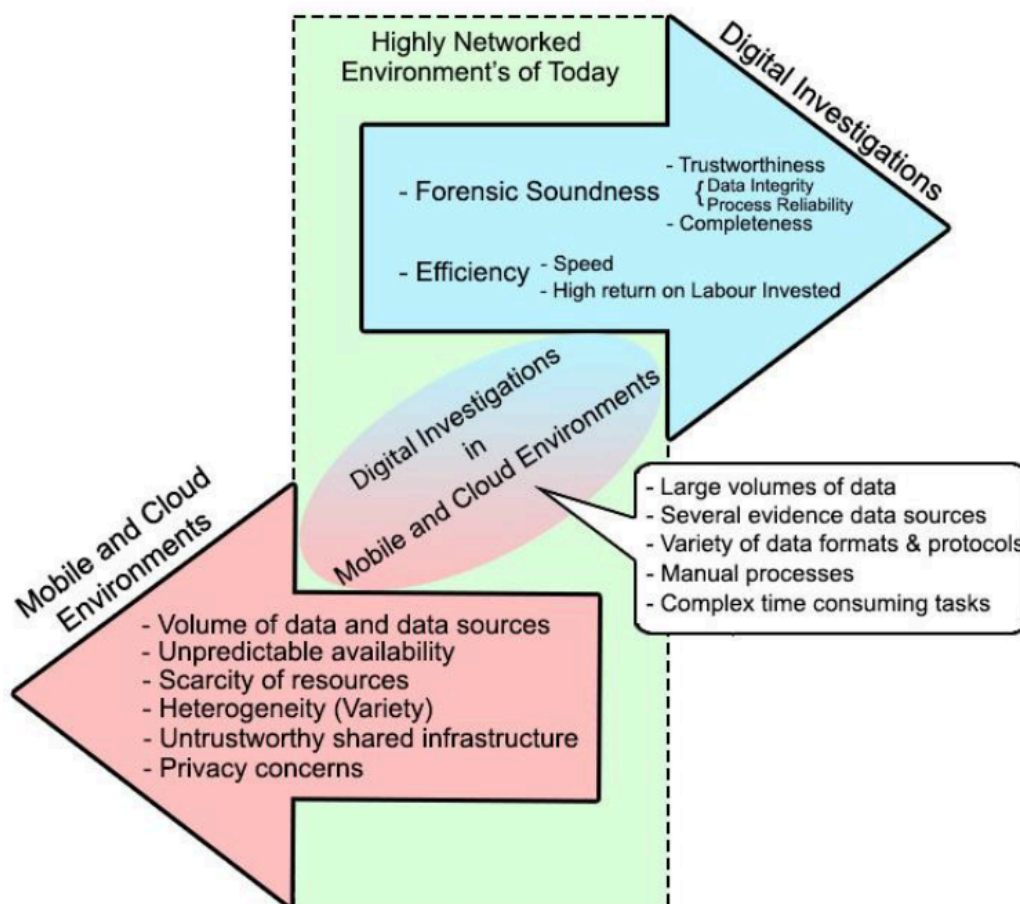 Highly Networked
Environment's of Today
Digital Investigations
- Forensic Soundness
- Trustworthiness
{ Data Integrity
Process Reliability
- Completeness
- Efficiency
- Speed
- High return on Labour Invested
Digital Investigations
in
Mobile and Cloud Environments
- Large volumes of data
- Several evidence data sources
- Variety of data formats & protocols
- Manual processes
- Complex time consuming tasks
Mobile and Cloud
Environments
- Volume of data and data sources
- Unpredictable availability
- Scarcity of resources
- Heterogeneity (Variety)
- Untrustworthy shared infrastructure
- Privacy concerns